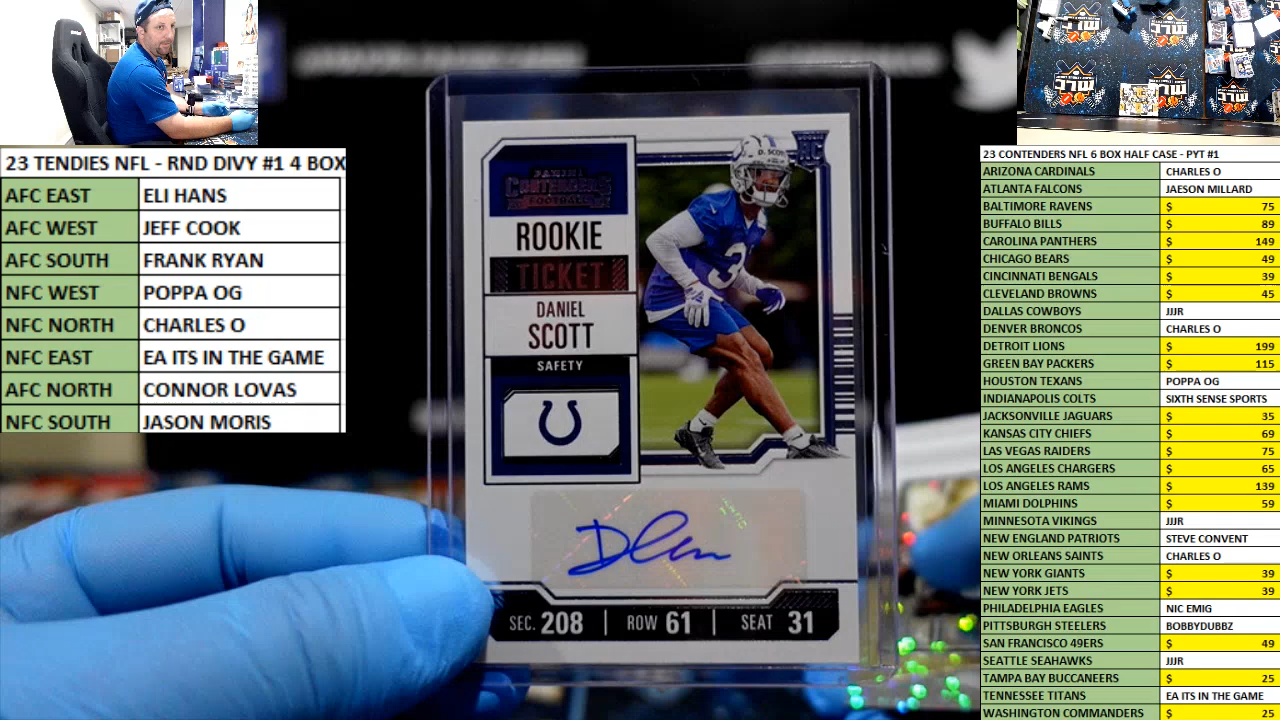 23 TENDIES NFL - RND DIVY #1 4 BOX
AFC EAST ELI HANS
AFC WEST JEFF COOK
AFC SOUTH FRANK RYAN
NFC WEST POPPA OG
NFC NORTH CHARLES O
NFC EAST EA ITS IN THE GAME
AFC NORTH CONNOR LOVAS
NFC SOUTH JASON MORIS
PANINI
CONTENDERS
FOOTBALL
ROOKIE
TICKET
DANIEL
SCOTT
SAFETY
D. SCOTT
3
RC
SEC. 208 | ROW 61 | SEAT 31
23 CONTENDERS NFL 6 BOX HALF CASE - PYT #1
ARIZONA CARDINALS CHARLES O
ATLANTA FALCONS JAESON MILLARD
BALTIMORE RAVENS $ 75
BUFFALO BILLS $ 89
CAROLINA PANTHERS $ 149
CHICAGO BEARS $ 49
CINCINNATI BENGALS $ 39
CLEVELAND BROWNS $ 45
DALLAS COWBOYS JJJR
DENVER BRONCOS CHARLES O
DETROIT LIONS $ 199
GREEN BAY PACKERS $ 115
HOUSTON TEXANS POPPA OG
INDIANAPOLIS COLTS SIXTH SENSE SPORTS
JACKSONVILLE JAGUARS $ 35
KANSAS CITY CHIEFS $ 69
LAS VEGAS RAIDERS $ 75
LOS ANGELES CHARGERS $ 65
LOS ANGELES RAMS $ 139
MIAMI DOLPHINS $ 59
MINNESOTA VIKINGS JJJR
NEW ENGLAND PATRIOTS STEVE CONVENT
NEW ORLEANS SAINTS CHARLES O
NEW YORK GIANTS $ 39
NEW YORK JETS $ 39
PHILADELPHIA EAGLES NIC EMIG
PITTSBURGH STEELERS BOBBYDUBBZ
SAN FRANCISCO 49ERS $ 49
SEATTLE SEAHAWKS JJJR
TAMPA BAY BUCCANEERS $ 25
TENNESSEE TITANS EA ITS IN THE GAME
WASHINGTON COMMANDERS $ 25